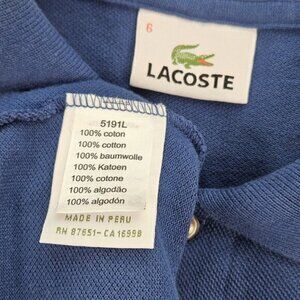 6
LACOSTE
5191L
100% coton
100% cotton
100% baumwolle
100% Katoen
100% cotone
100% algodão
100% algodón
MADE IN PERU
RN 87651-CA 16998